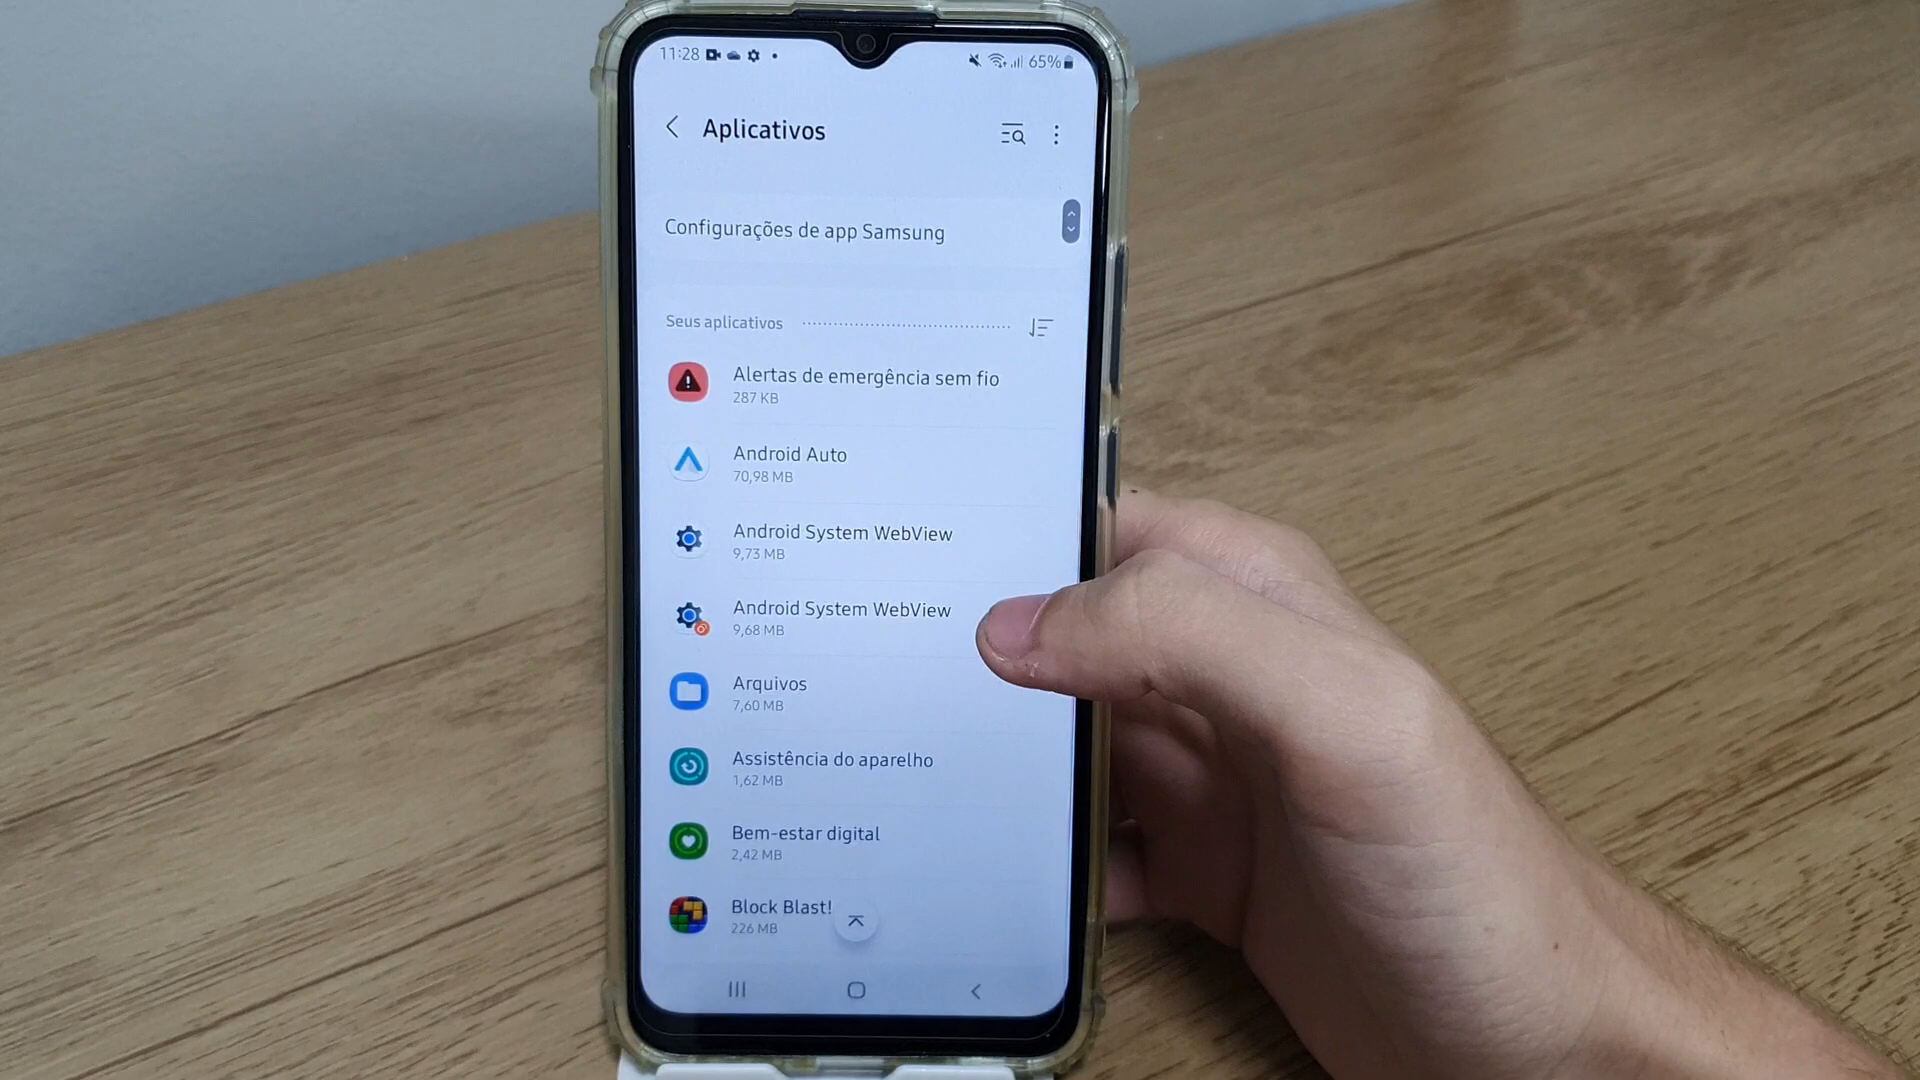 11:28
65%
Aplicativos
Configurações de app Samsung
Seus aplicativos
Alertas de emergência sem fio
287 KB
Android Auto
70,98 MB
Android System WebView
9,73 MB
Android System WebView
9,68 MB
Arquivos
7,60 MB
Assistência do aparelho
1,62 MB
Bem-estar digital
2,42 MB
Block Blast!
226 MB